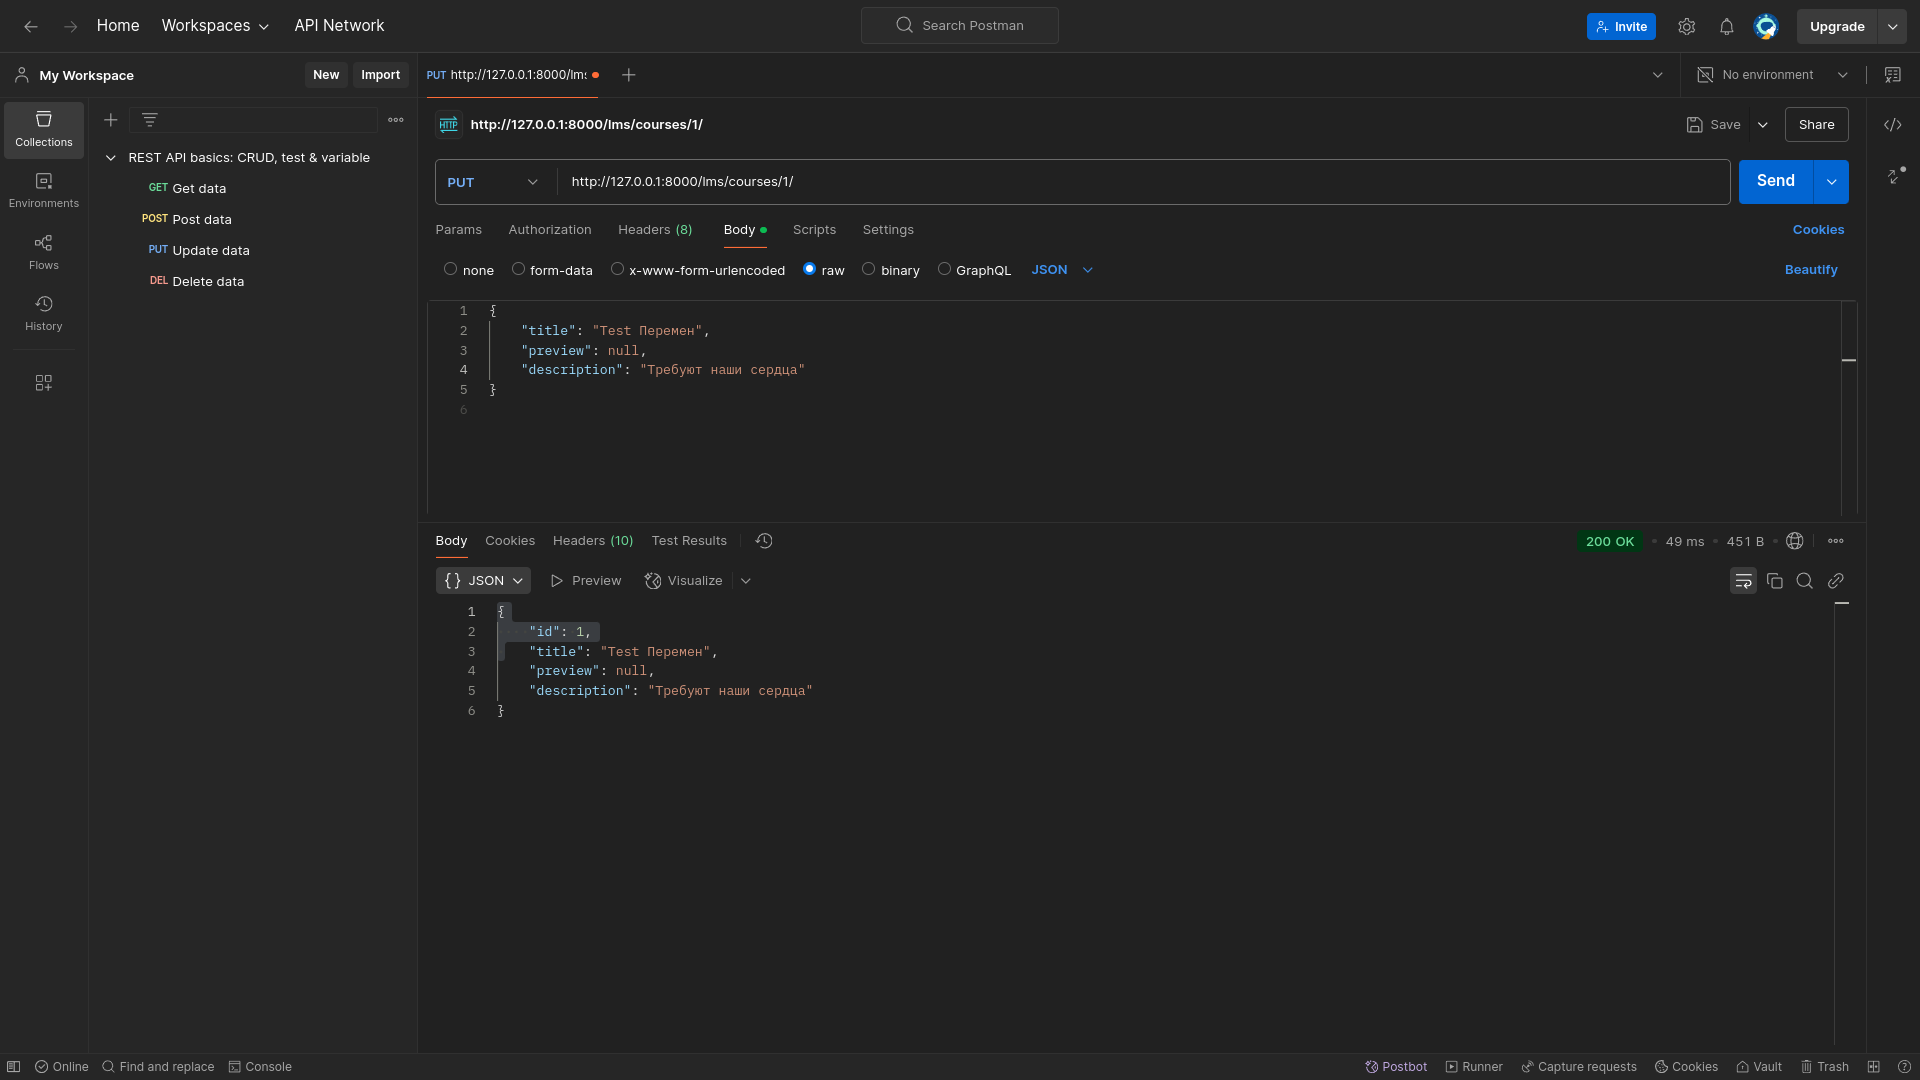 Home Workspaces API Network Search Postman Invite Upgrade
My Workspace New Import PUT http://127.0.0.1:8000/lms No environment
Collections
Environments
Flows
History
REST API basics: CRUD, test & variable
GET Get data
POST Post data
PUT Update data
DEL Delete data
HTTP http://127.0.0.1:8000/lms/courses/1/ Save Share
PUT http://127.0.0.1:8000/lms/courses/1/ Send
Params Authorization Headers (8) Body Scripts Settings Cookies
none form-data x-www-form-urlencoded raw binary GraphQL JSON Beautify
1 {
2 "title": "Test Перемен",
3 "preview": null,
4 "description": "Требуют наши сердца"
5 }
6
Body Cookies Headers (10) Test Results 200 OK 49 ms 451 B
{} JSON Preview Visualize
1 {
2 "id": 1,
3 "title": "Test Перемен",
4 "preview": null,
5 "description": "Требуют наши сердца"
6 }
Online Find and replace Console Postbot Runner Capture requests Cookies Vault Trash